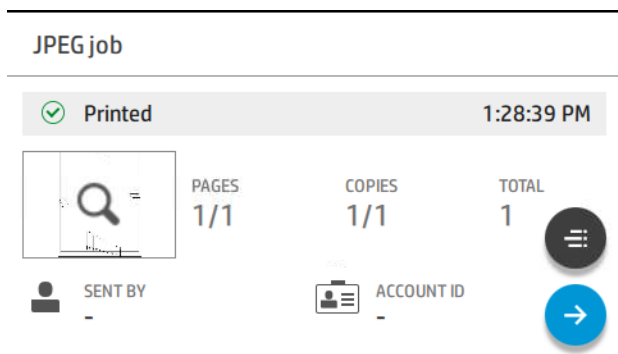 JPEG job
Printed 1:28:39 PM
PAGES COPIES TOTAL
1/1 1/1 1
SENT BY ACCOUNT ID
- -